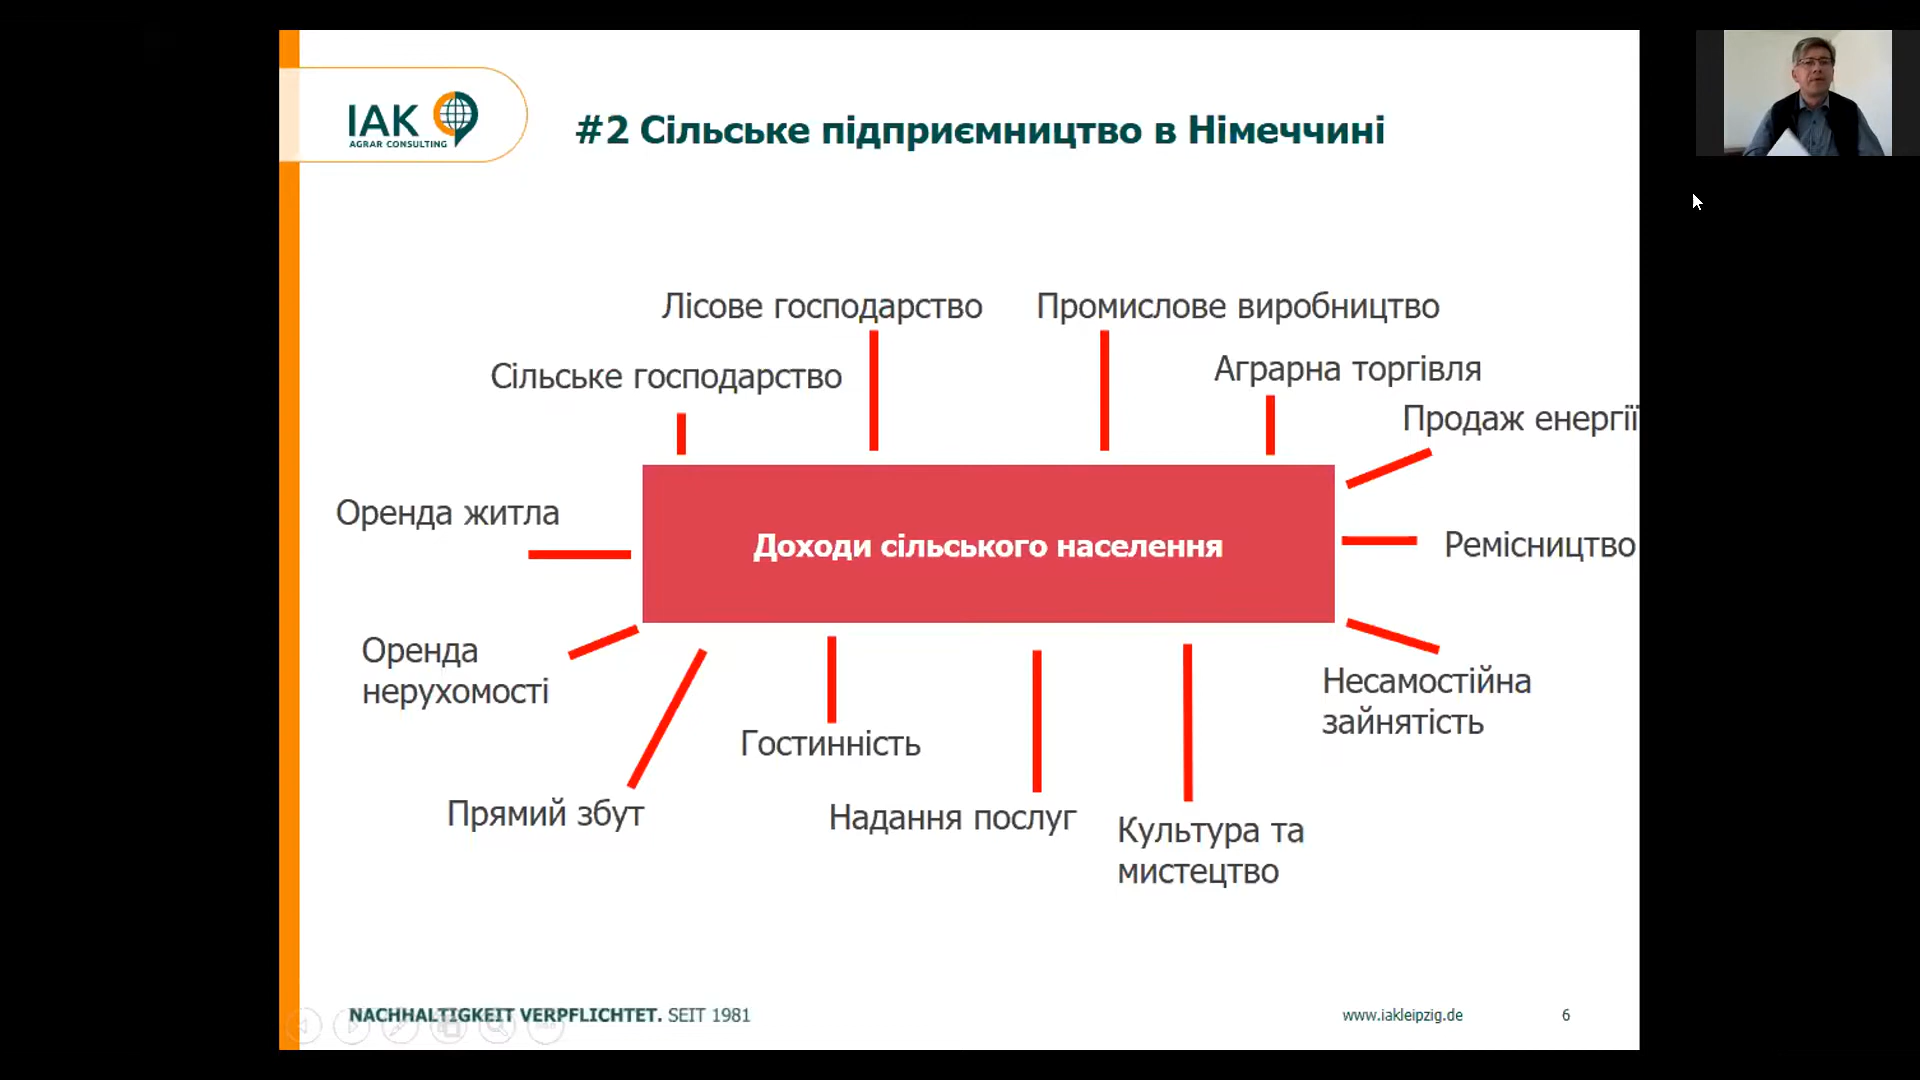 IAK
AGRAR CONSULTING
#2 Сільське підприємництво в Німеччині
Лісове господарство
Промислове виробництво
Сільське господарство
Аграрна торгівля
Продаж енергії
Оренда житла
Доходи сільського населення
Ремісництво
Оренда
нерухомості
Несамостійна
зайнятість
Гостинність
Прямий збут
Надання послуг
Культура та
мистецтво
NACHHALTIGKEIT VERPFLICHTET. SEIT 1981
www.iakleipzig.de
6